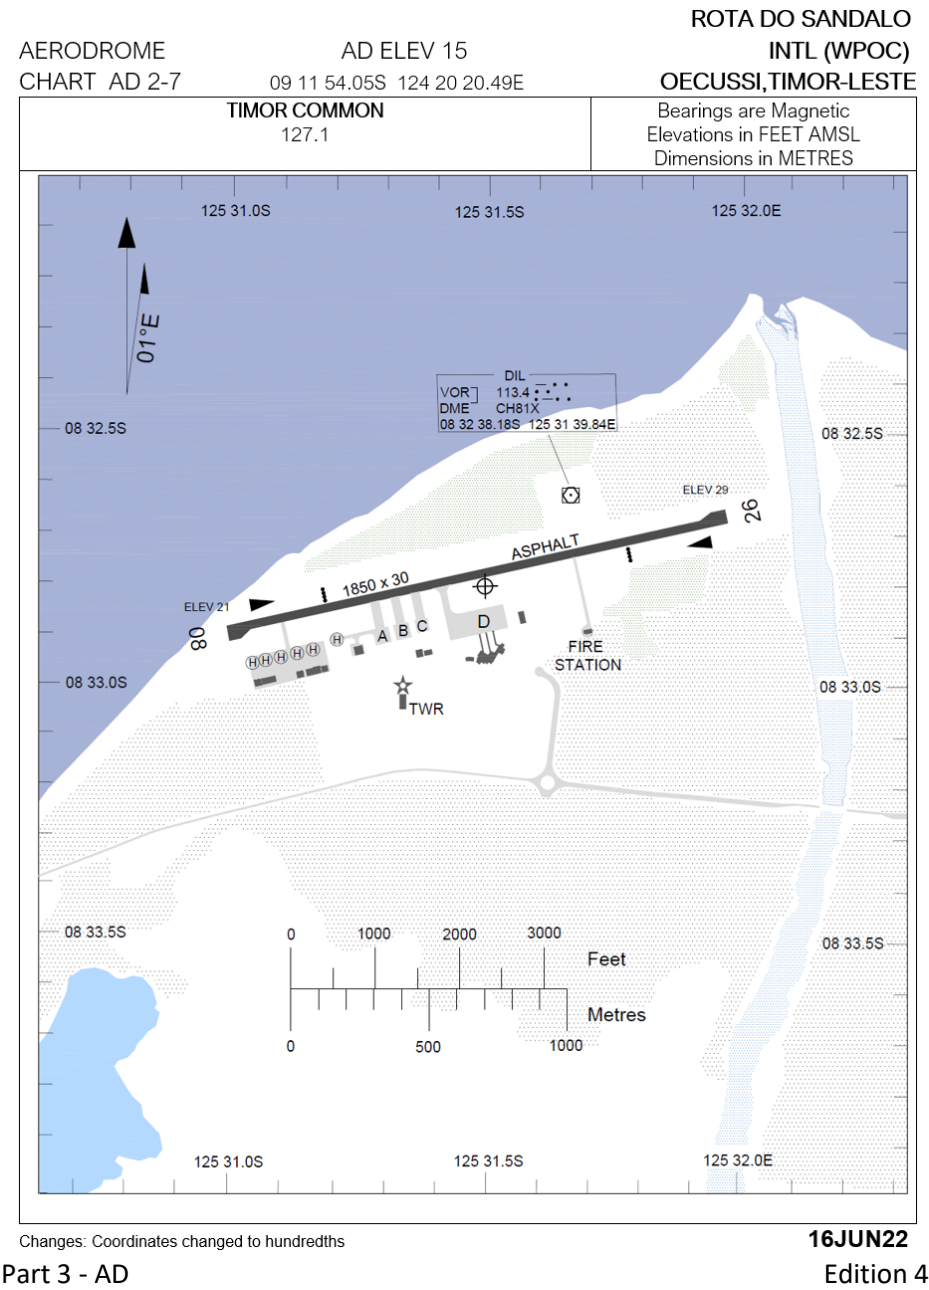 ROTA DO SANDALO
AERODROME AD ELEV 15 INTL (WPOC)
CHART AD 2-7 09 11 54.05S 124 20 20.49E OECUSSI,TIMOR-LESTE
TIMOR COMMON
127.1
Bearings are Magnetic
Elevations in FEET AMSL
Dimensions in METRES
125 31.0S 125 31.5S 125 32.0E
01°E
DIL
VOR 113.4
DME CH81X
08 32 38.18S 125 31 39.84E
08 32.5S 08 32.5S
ELEV 29
26
ASPHALT
1850 x 30
ELEV 21
08
H H H H H H A B C D
FIRE
STATION
08 33.0S 08 33.0S
TWR
08 33.5S 08 33.5S
0 1000 2000 3000
Feet
Metres
0 500 1000
125 31.0S 125 31.5S 125 32.0E
Changes: Coordinates changed to hundredths 16JUN22
Part 3 - AD Edition 4